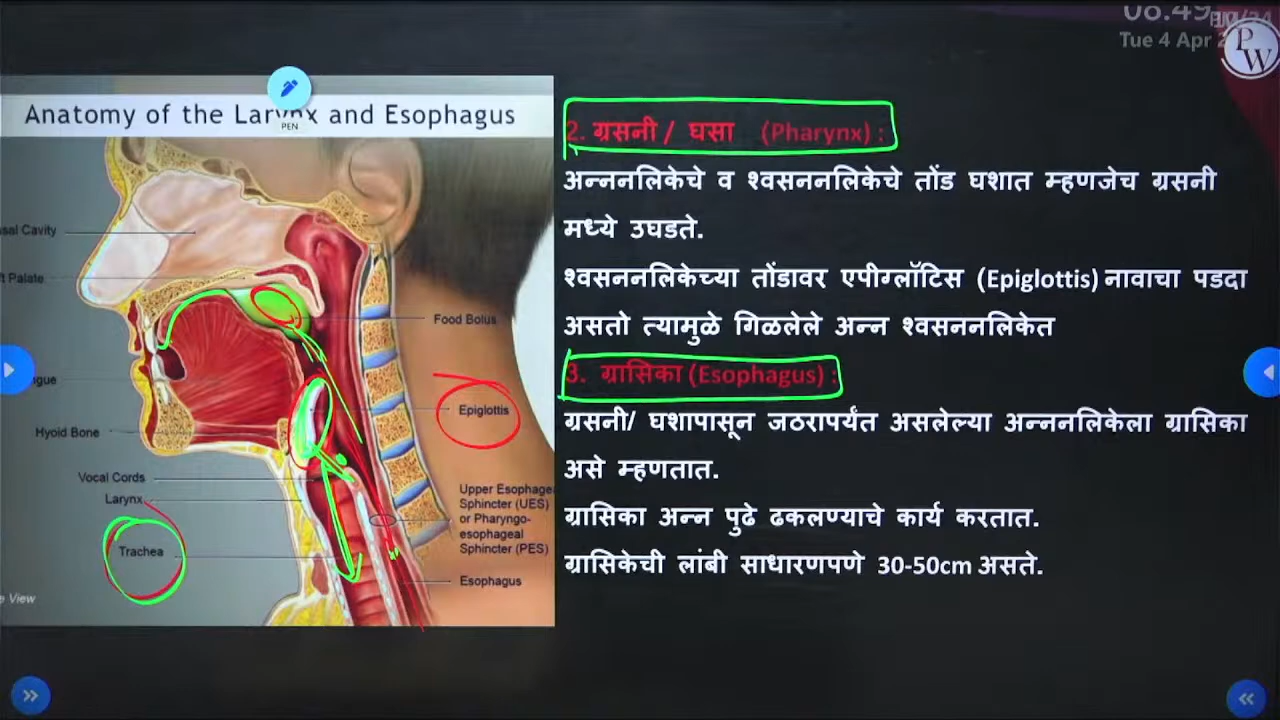 Tue 4 Apr
PW
Anatomy of the Larynx and Esophagus
PEN
Food Bolus
Epiglottis
Hyoid Bone
Vocal Cords
Larynx
Trachea
Upper
Sphincter (UES)
or Pharyngo-
esophageal
Sphincter (PES)
Esophagus
View
2. ग्रसनी / घसा (Pharynx) :
अन्ननलिकेचे व श्वसननलिकेचे तोंड घशात म्हणजेच ग्रसनी
मध्ये उघडते.
श्वसननलिकेच्या तोंडावर एपीग्लॉटिस (Epiglottis) नावाचा पडदा
असतो त्यामुळे गिळलेले अन्न श्वसननलिकेत
3. ग्रासिका (Esophagus) :
ग्रसनी/ घशापासून जठरापर्यंत असलेल्या अन्ननलिकेला ग्रासिका
असे म्हणतात.
ग्रासिका अन्न पुढे ढकलण्याचे कार्य करतात.
ग्रासिकेची लांबी साधारणपणे 30-50cm असते.